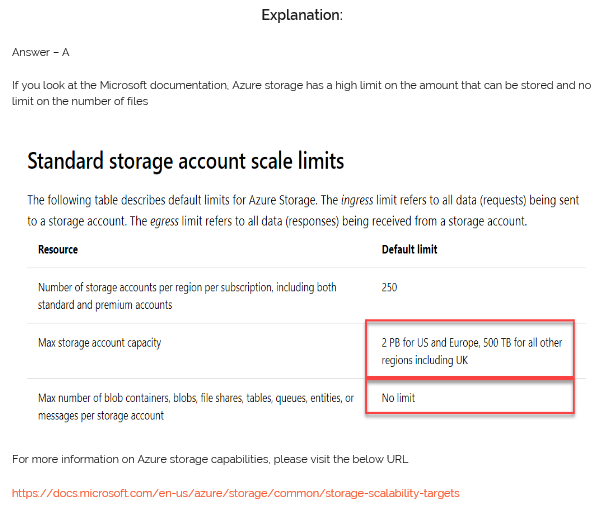 Explanation:
Answer – A
If you look at the Microsoft documentation, Azure storage has a high limit on the amount that can be stored and no
limit on the number of files
Standard storage account scale limits
The following table describes default limits for Azure Storage. The ingress limit refers to all data (requests) being sent
to a storage account. The egress limit refers to all data (responses) being received from a storage account.
Resource Default limit
Number of storage accounts per region per subscription, including both 250
standard and premium accounts
Max storage account capacity 2 PB for US and Europe, 500 TB for all other
regions including UK
Max number of blob containers, blobs, file shares, tables, queues, entities, or No limit
messages per storage account
For more information on Azure storage capabilities, please visit the below URL
https://docs.microsoft.com/en-us/azure/storage/common/storage-scalability-targets